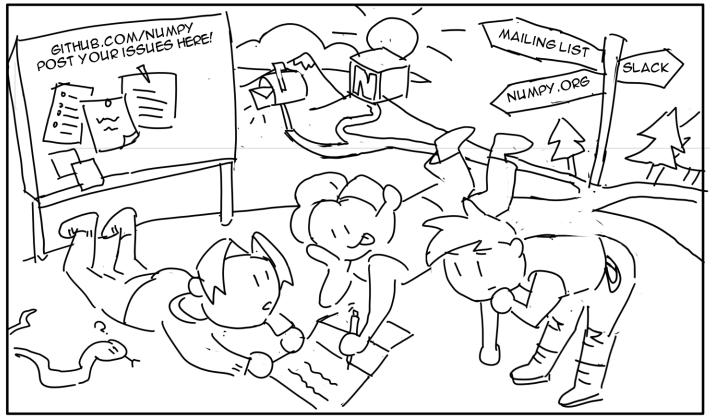 GITHUB.COM/NUMPY
POST YOUR ISSUES HERE!
N
MAILING LIST
SLACK
NUMPY.ORG
?